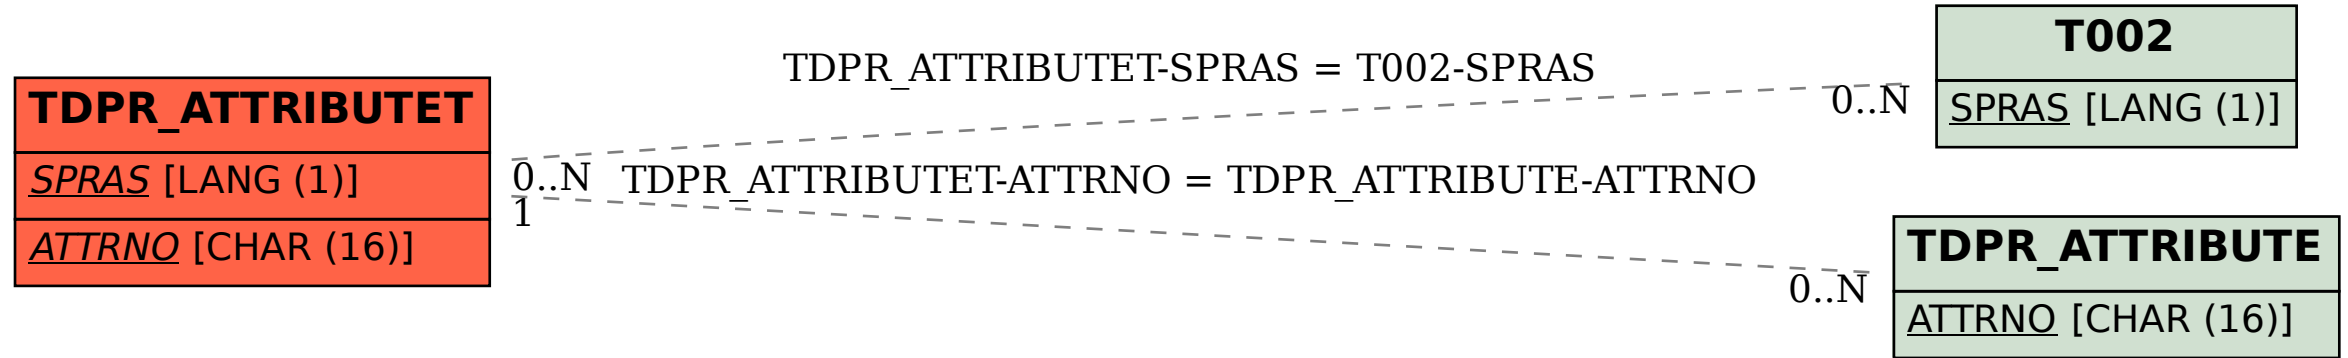 TDPR_ATTRIBUTET
SPRAS [LANG (1)]
ATTRNO [CHAR (16)]
TDPR_ATTRIBUTET-SPRAS = T002-SPRAS
0..N
0..N
TDPR_ATTRIBUTET-ATTRNO = TDPR_ATTRIBUTE-ATTRNO
1
0..N
T002
SPRAS [LANG (1)]
TDPR_ATTRIBUTE
ATTRNO [CHAR (16)]